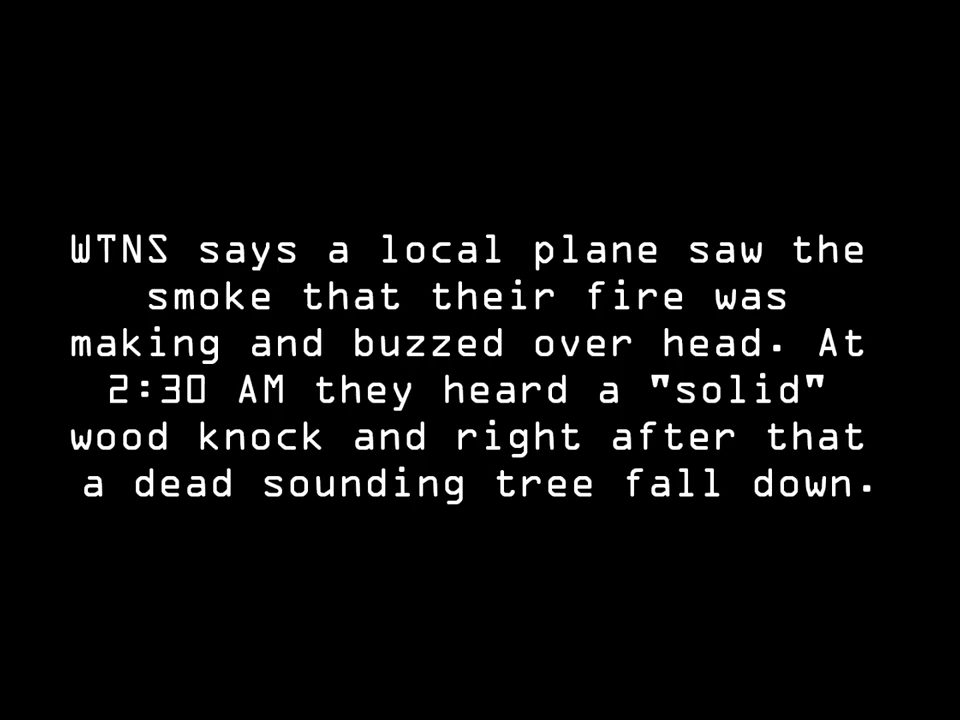 WTNS says a local plane saw the
smoke that their fire was
making and buzzed over head. At
2:30 AM they heard a "solid"
wood knock and right after that
a dead sounding tree fall down.